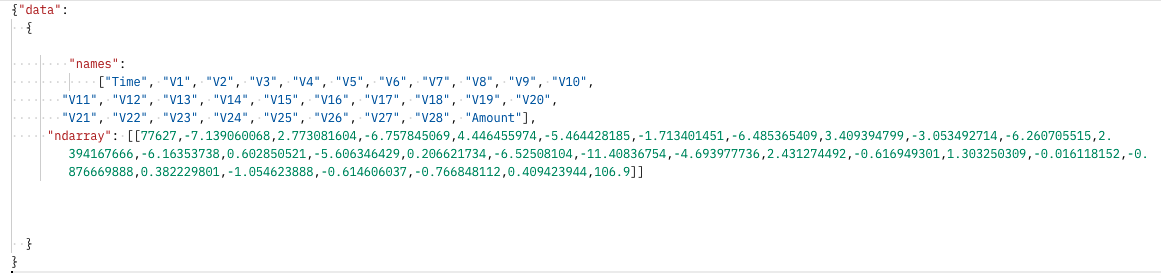 {"data":
{
"names":
["Time", "V1", "V2", "V3", "V4", "V5", "V6", "V7", "V8", "V9", "V10",
"V11", "V12", "V13", "V14", "V15", "V16", "V17", "V18", "V19", "V20",
"V21", "V22", "V23", "V24", "V25", "V26", "V27", "V28", "Amount"],
"ndarray": [[77627,-7.139060068,2.773081604,-6.757845069,4.446455974,-5.464428185,-1.713401451,-6.485365409,3.409394799,-3.053492714,-6.260705515,2.
394167666,-6.16353738,0.602850521,-5.606346429,0.206621734,-6.52508104,-11.40836754,-4.693977736,2.431274492,-0.616949301,1.303250309,-0.016118152,-0.
876669888,0.382229801,-1.054623888,-0.614606037,-0.766848112,0.409423944,106.9]]
}
}